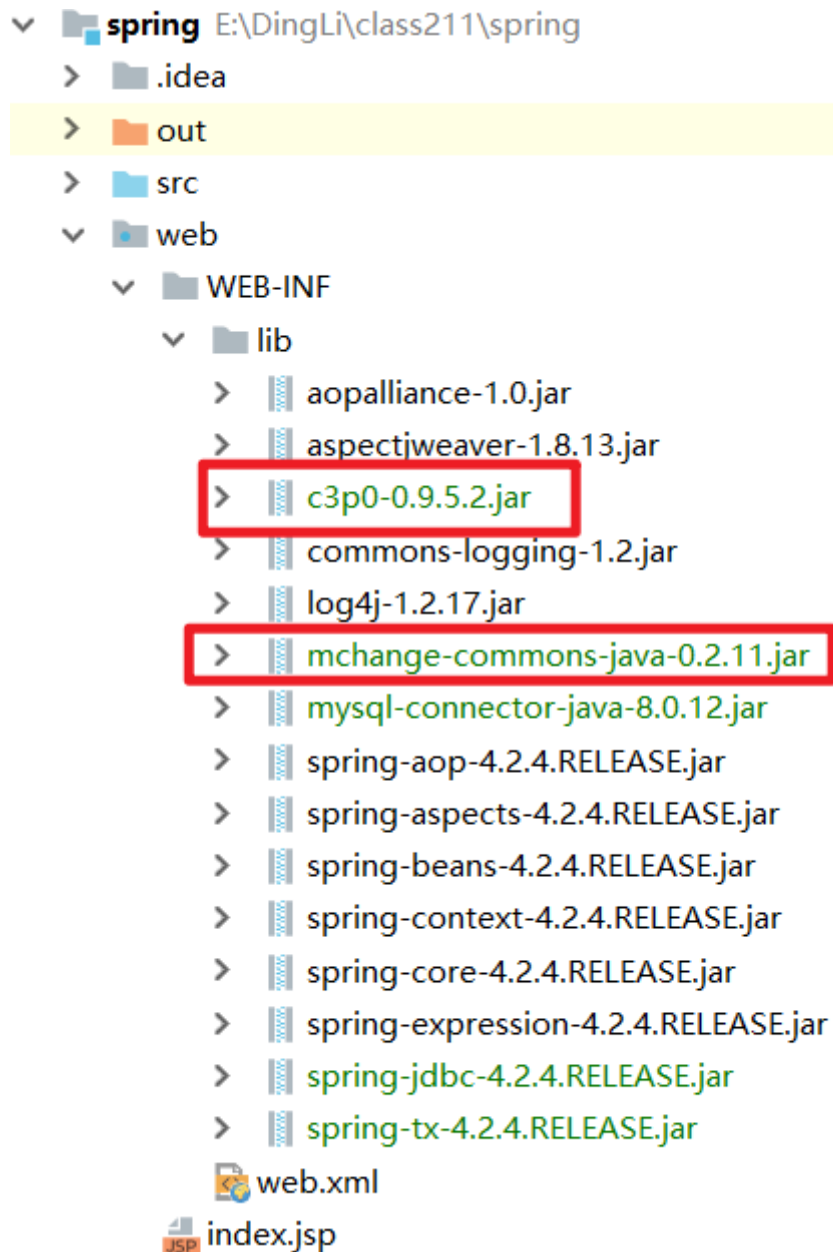 spring E:\DingLi\class211\spring
.idea
out
src
web
WEB-INF
lib
aopalliance-1.0.jar
aspectjweaver-1.8.13.jar
c3p0-0.9.5.2.jar
commons-logging-1.2.jar
log4j-1.2.17.jar
mchange-commons-java-0.2.11.jar
mysql-connector-java-8.0.12.jar
spring-aop-4.2.4.RELEASE.jar
spring-aspects-4.2.4.RELEASE.jar
spring-beans-4.2.4.RELEASE.jar
spring-context-4.2.4.RELEASE.jar
spring-core-4.2.4.RELEASE.jar
spring-expression-4.2.4.RELEASE.jar
spring-jdbc-4.2.4.RELEASE.jar
spring-tx-4.2.4.RELEASE.jar
web.xml
JSP index.jsp